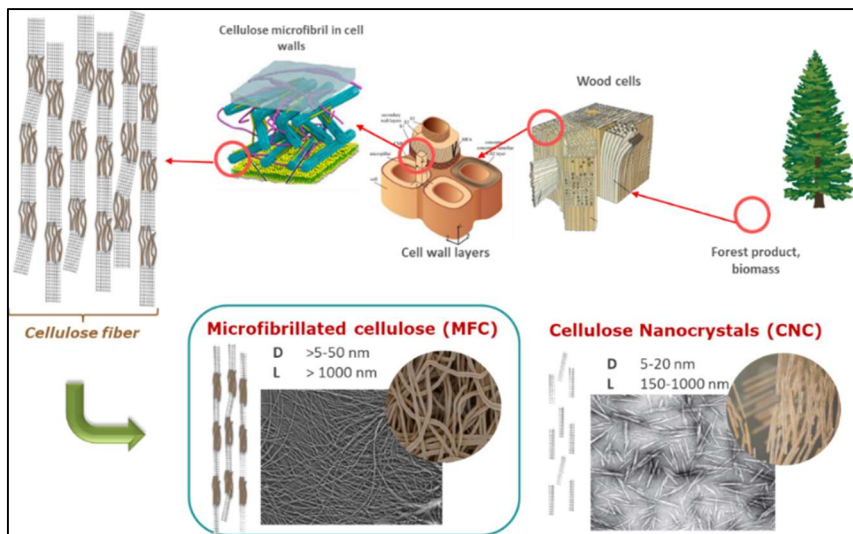 Cellulose microfibril in cell
walls
Wood cells
Cell wall layers
Forest product,
biomass
Cellulose fiber
Microfibrillated cellulose (MFC)
D >5-50 nm
L > 1000 nm
Cellulose Nanocrystals (CNC)
D 5-20 nm
L 150-1000 nm